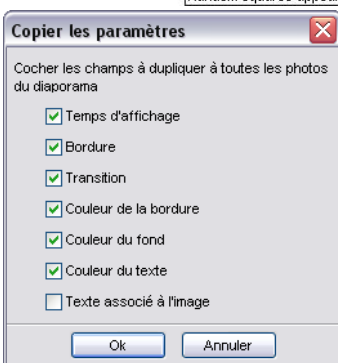 Copier les paramètres
Cocher les champs à dupliquer à toutes les photos
du diaporama
Temps d'affichage
Bordure
Transition
Couleur de la bordure
Couleur du fond
Couleur du texte
Texte associé à l'image
Ok
Annuler